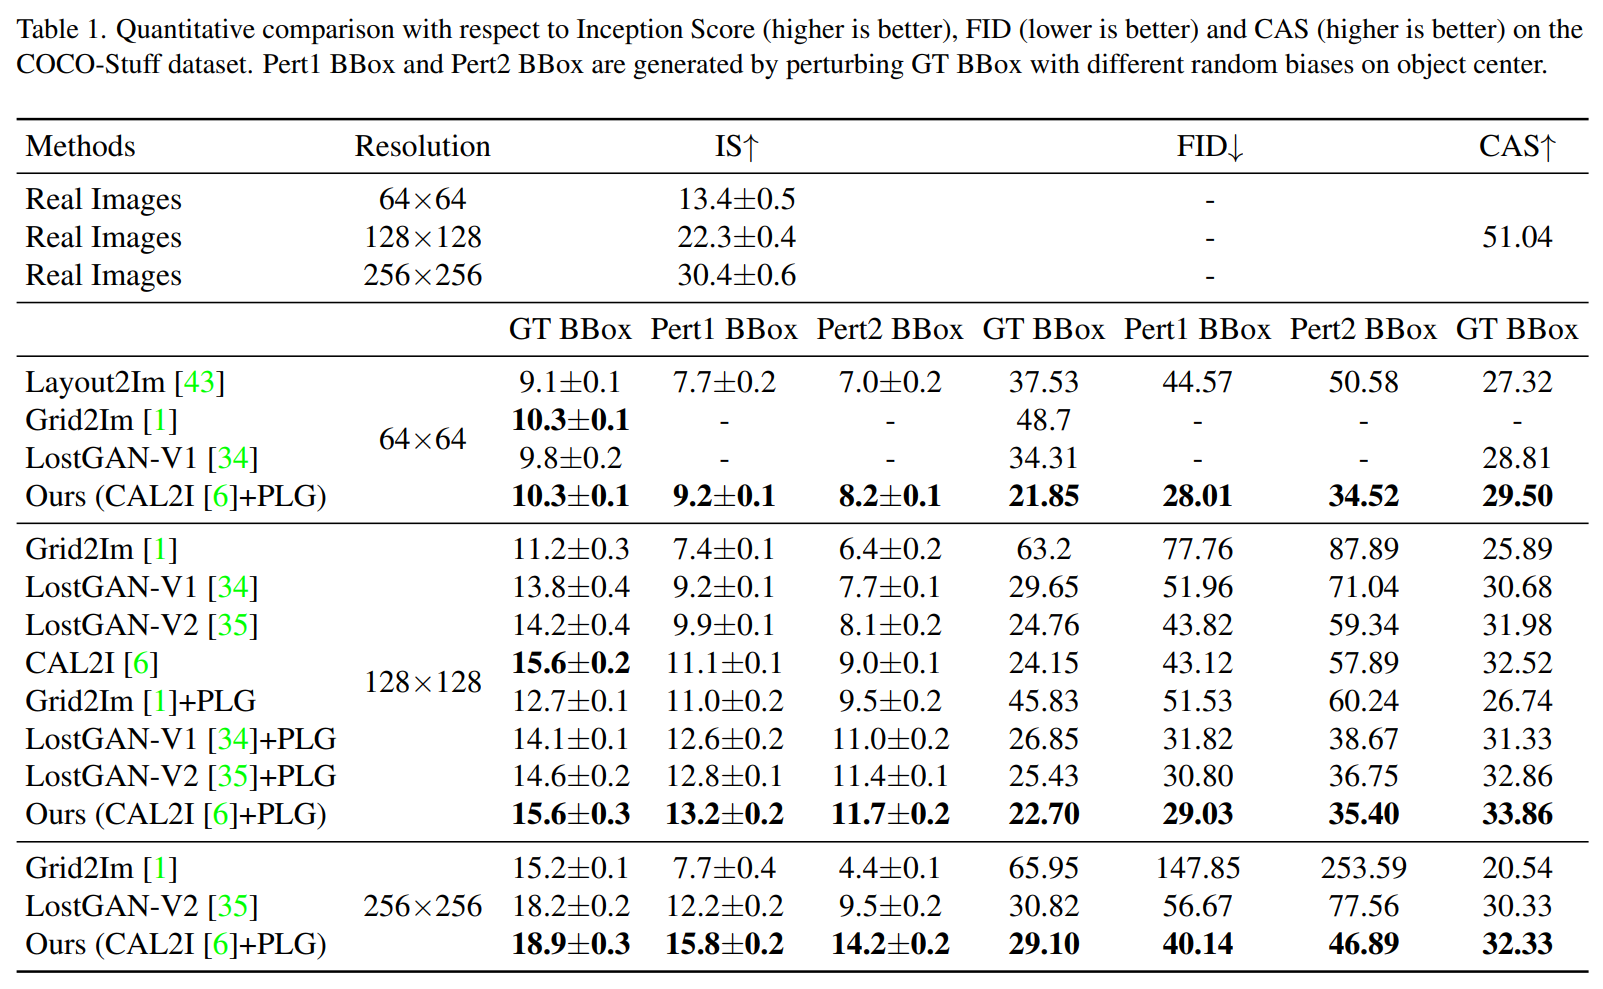 Table 1. Quantitative comparison with respect to Inception Score (higher is better), FID (lower is better) and CAS (higher is better) on the
COCO-Stuff dataset. Pert1 BBox and Pert2 BBox are generated by perturbing GT BBox with different random biases on object center.
Methods Resolution IS↑ FID↓ CAS↑
Real Images 64×64 13.4±0.5 -
Real Images 128×128 22.3±0.4 - 51.04
Real Images 256×256 30.4±0.6 -
GT BBox Pert1 BBox Pert2 BBox GT BBox Pert1 BBox Pert2 BBox GT BBox
Layout2Im [43] 9.1±0.1 7.7±0.2 7.0±0.2 37.53 44.57 50.58 27.32
Grid2Im [1] 10.3±0.1 - - 48.7 - - -
64×64
LostGAN-V1 [34] 9.8±0.2 - - 34.31 - - 28.81
Ours (CAL2I [6]+PLG) 10.3±0.1 9.2±0.1 8.2±0.1 21.85 28.01 34.52 29.50
Grid2Im [1] 11.2±0.3 7.4±0.1 6.4±0.2 63.2 77.76 87.89 25.89
LostGAN-V1 [34] 13.8±0.4 9.2±0.1 7.7±0.1 29.65 51.96 71.04 30.68
LostGAN-V2 [35] 14.2±0.4 9.9±0.1 8.1±0.2 24.76 43.82 59.34 31.98
CAL2I [6] 15.6±0.2 11.1±0.1 9.0±0.1 24.15 43.12 57.89 32.52
128×128
Grid2Im [1]+PLG 12.7±0.1 11.0±0.2 9.5±0.2 45.83 51.53 60.24 26.74
LostGAN-V1 [34]+PLG 14.1±0.1 12.6±0.2 11.0±0.2 26.85 31.82 38.67 31.33
LostGAN-V2 [35]+PLG 14.6±0.2 12.8±0.1 11.4±0.1 25.43 30.80 36.75 32.86
Ours (CAL2I [6]+PLG) 15.6±0.3 13.2±0.2 11.7±0.2 22.70 29.03 35.40 33.86
Grid2Im [1] 15.2±0.1 7.7±0.4 4.4±0.1 65.95 147.85 253.59 20.54
LostGAN-V2 [35] 256×256 18.2±0.2 12.2±0.2 9.5±0.2 30.82 56.67 77.56 30.33
Ours (CAL2I [6]+PLG) 18.9±0.3 15.8±0.2 14.2±0.2 29.10 40.14 46.89 32.33